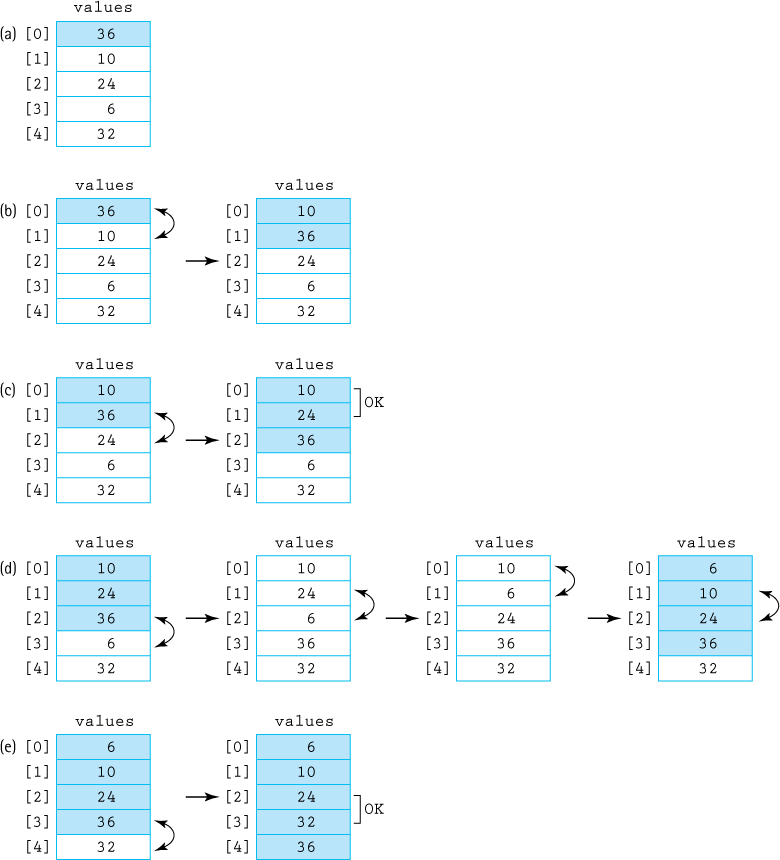 values
(a) [0] 36
[1] 10
[2] 24
[3] 6
[4] 32
values values
(b) [0] 36 [0] 10
[1] 10 [1] 36
[2] 24 [2] 24
[3] 6 [3] 6
[4] 32 [4] 32
values values
(c) [0] 10 [0] 10
[1] 36 [1] 24 OK
[2] 24 [2] 36
[3] 6 [3] 6
[4] 32 [4] 32
values values values values
(d) [0] 10 [0] 10 [0] 10 [0] 6
[1] 24 [1] 24 [1] 6 [1] 10
[2] 36 [2] 6 [2] 24 [2] 24
[3] 6 [3] 36 [3] 36 [3] 36
[4] 32 [4] 32 [4] 32 [4] 32
values values
(e) [0] 6 [0] 6
[1] 10 [1] 10
[2] 24 [2] 24
[3] 36 [3] 32 OK
[4] 32 [4] 36